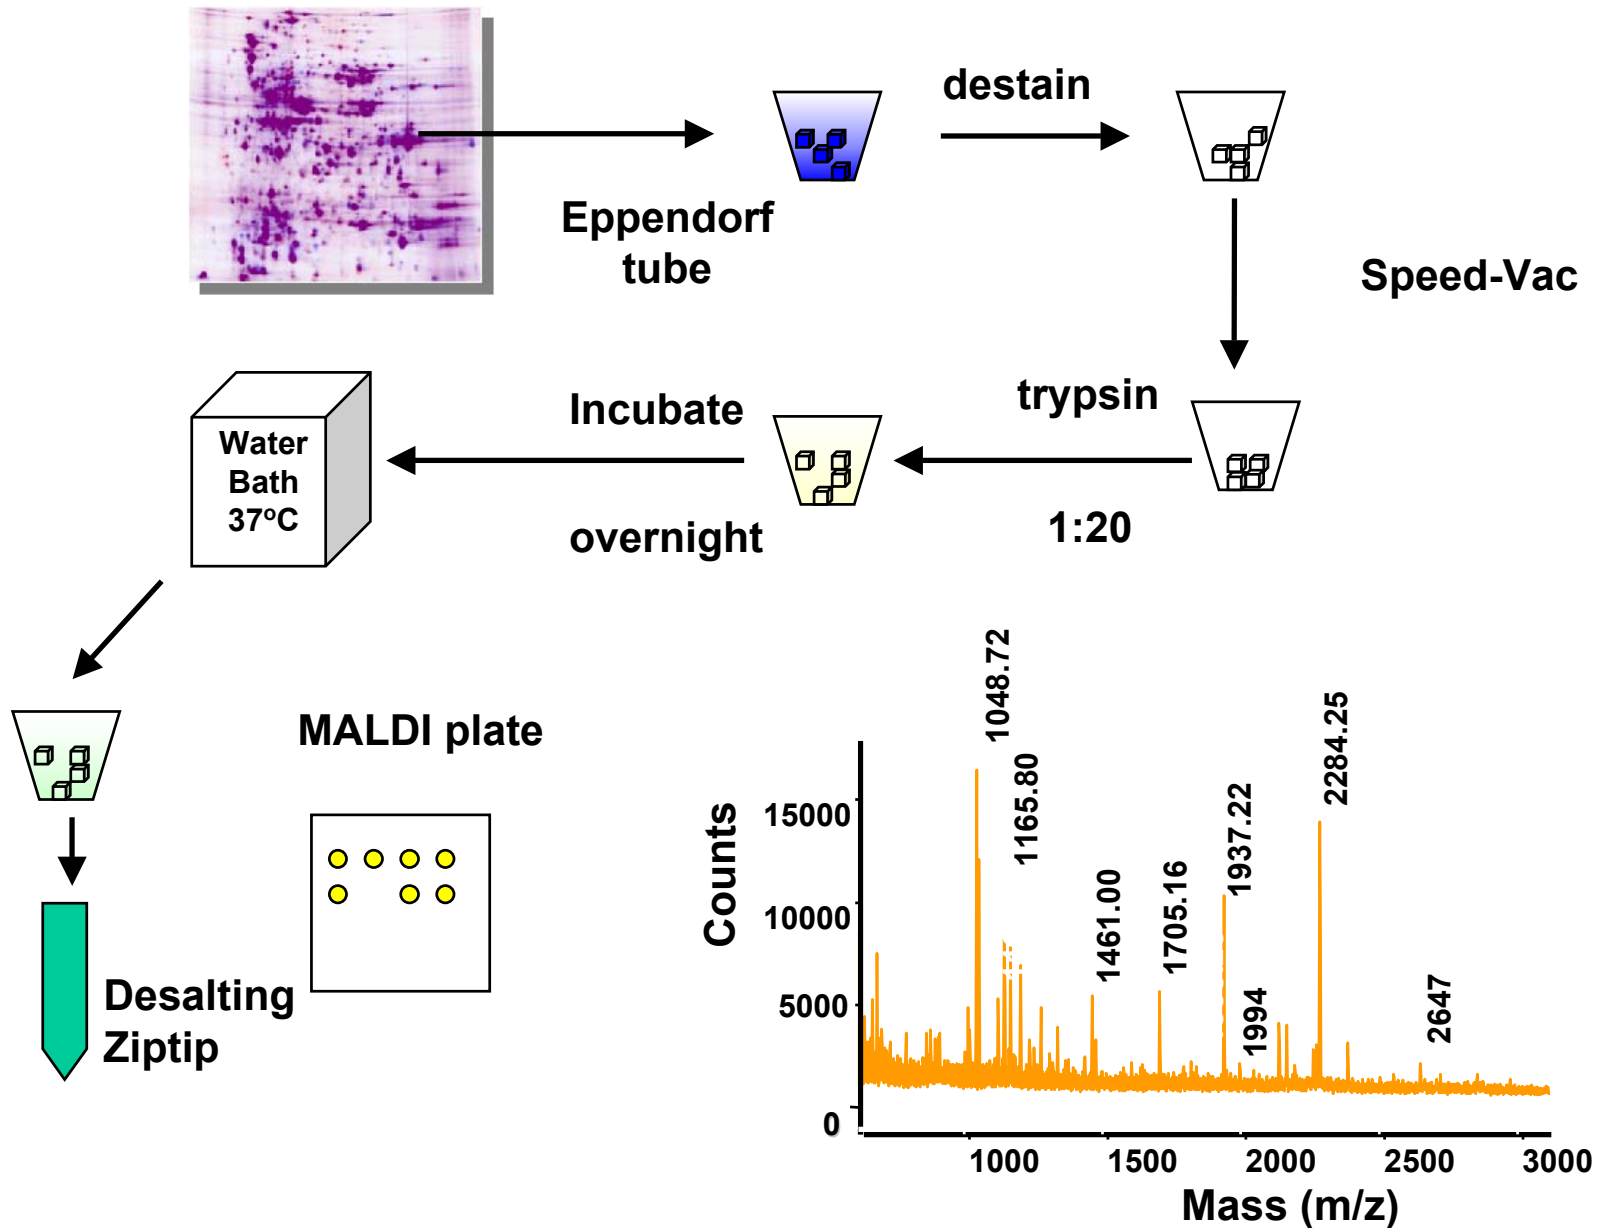 destain
Eppendorf
tube
Speed-Vac
trypsin
1:20
Incubate
overnight
Water
Bath
37ºC
MALDI plate
Desalting
Ziptip
1048.72
1165.80
1461.00
1705.16
1937.22
1994
2284.25
2647
Counts
15000
10000
5000
0
1000 1500 2000 2500 3000
Mass (m/z)